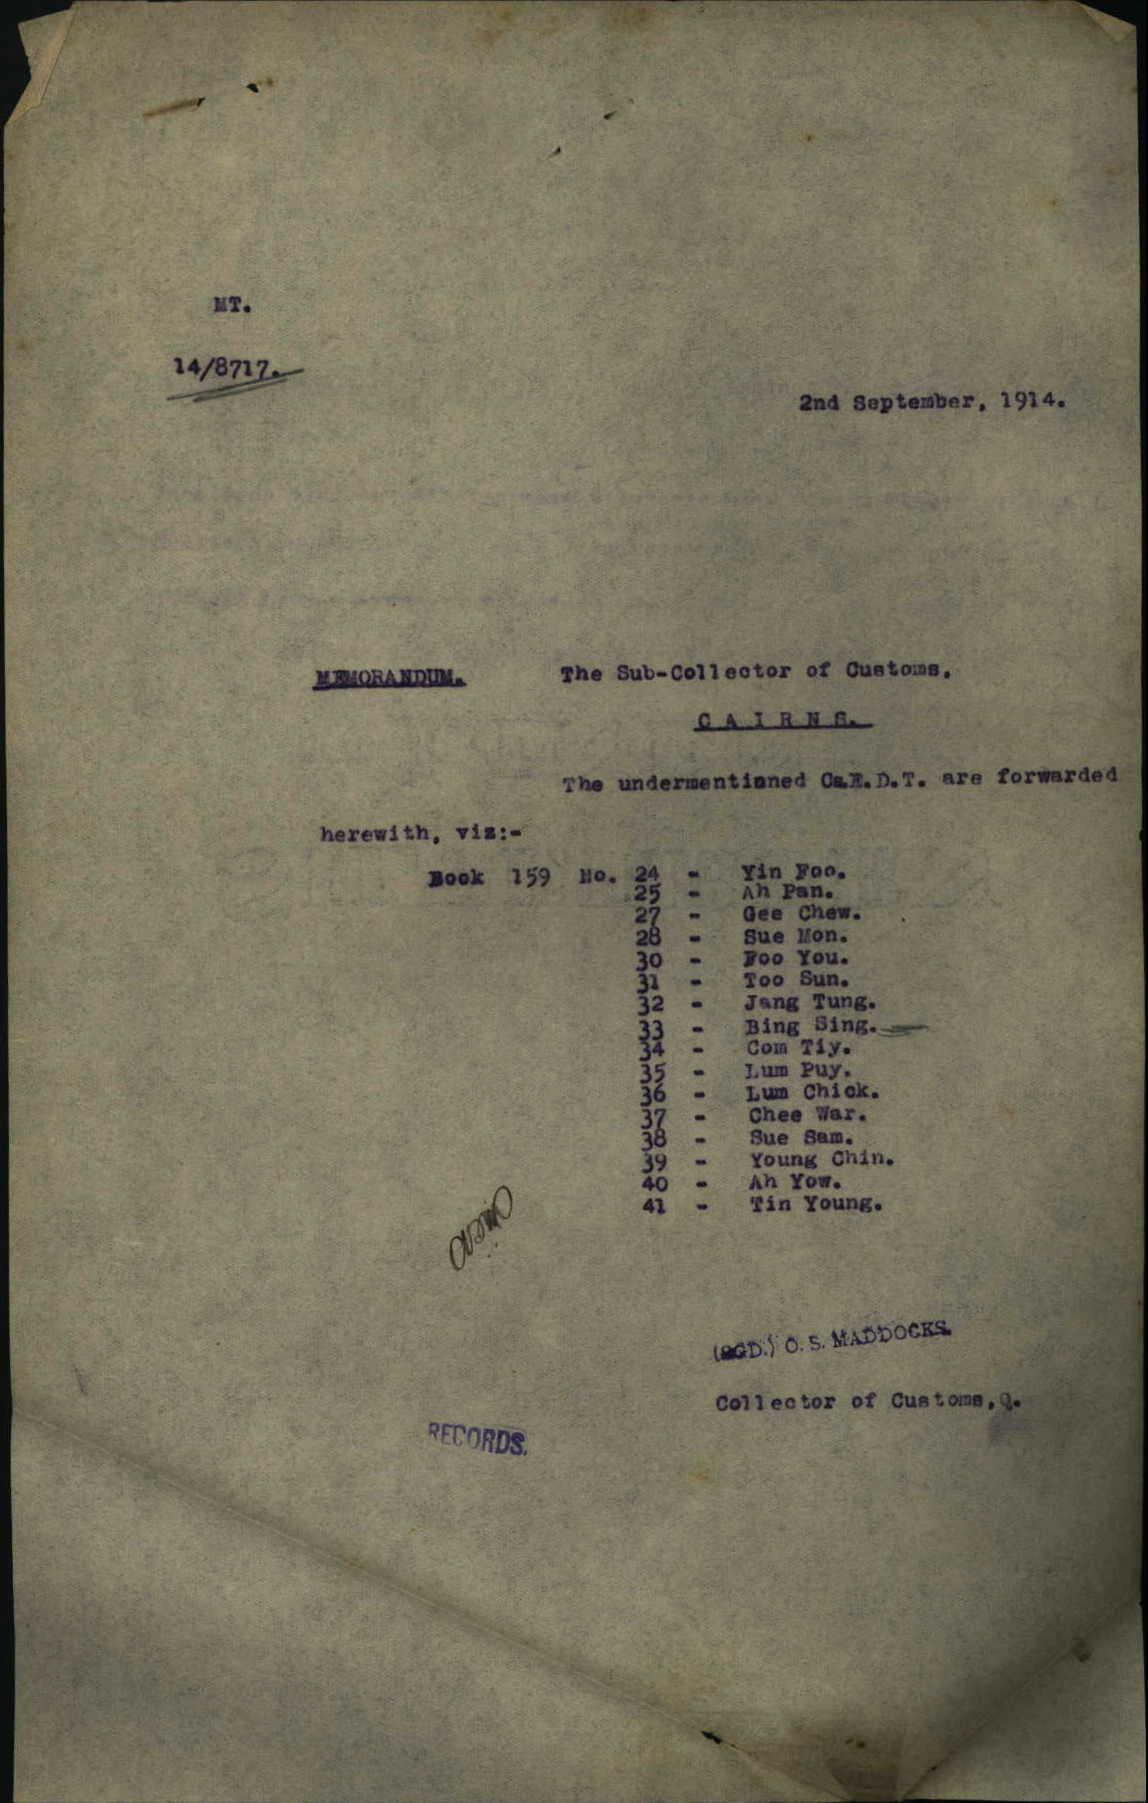 MT.
14/8717.
2nd September, 1914.
MEMORANDUM. The Sub-Collector of Customs,
CAIRNS.
The undermentinned Cs.E.D.T. are forwarded
herewith, viz:-
Book 159 No. 24 - Yin Foo.
25 - Ah Pan.
27 - Gee Chew.
28 - Sue Mon.
30 - Foo You.
31 - Too Sun.
32 - Jang Tung.
33 - Bing Sing.
34 - Com Tiy.
35 - Lum Puy.
36 - Lum Chick.
37 - Chee War.
38 - Sue Sam.
39 - Young Chin.
40 - Ah Yow.
41 - Tin Young.
(SGD.) O. S. MADDOCKS.
Collector of Customs, Q.
RECORDS.